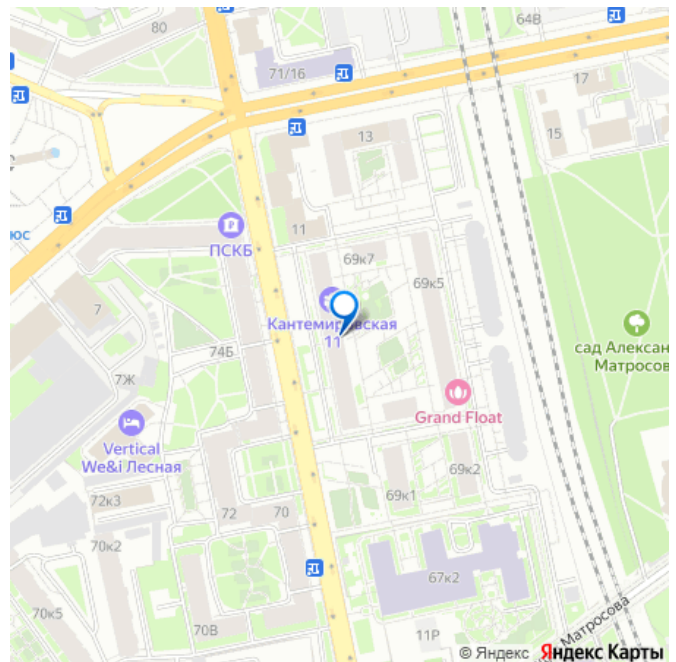 64В
80
71/16
17
15
13
11
юс
ПСКБ
69к7
69к5
Кантемировская
11
7
74Б
7Ж
сад Алексан
Матросов
Grand Float
Vertical
We&i Лесная
69к2
69к1
72к3
72
70
70к2
67к2
70к5
70В
11Р
Матросова
© Яндекс Яндекс Карты